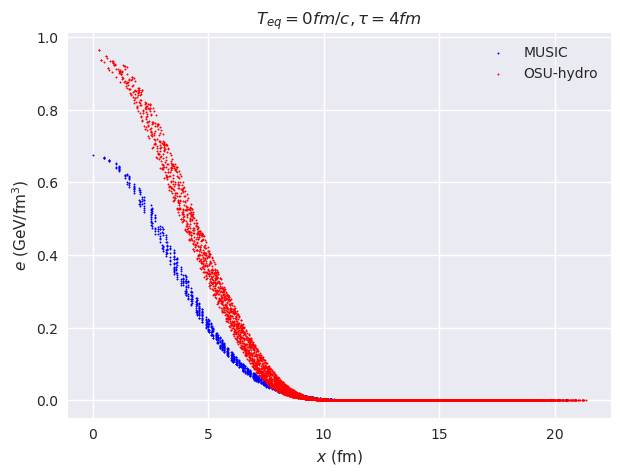 T_eq = 0fm/c, τ = 4fm
MUSIC
OSU-hydro
e (GeV/fm³)
1.0
0.8
0.6
0.4
0.2
0.0
0 5 10 15 20
x (fm)